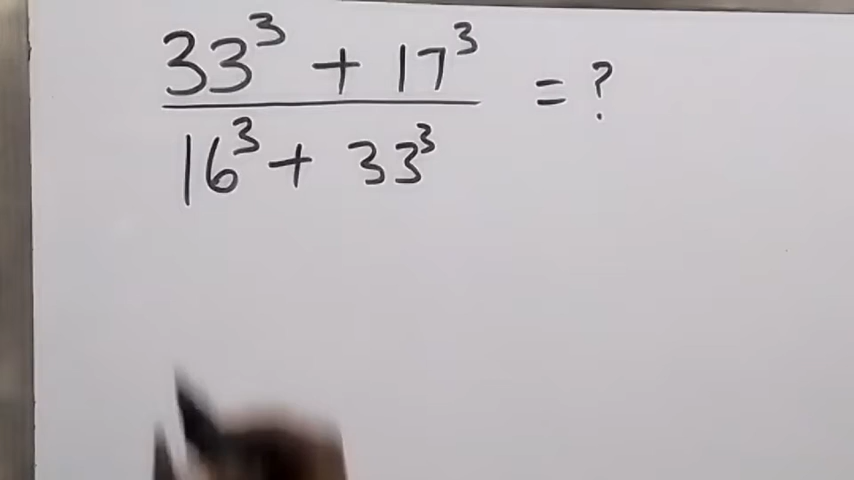 33³ + 17³ = ?
16³ + 33³